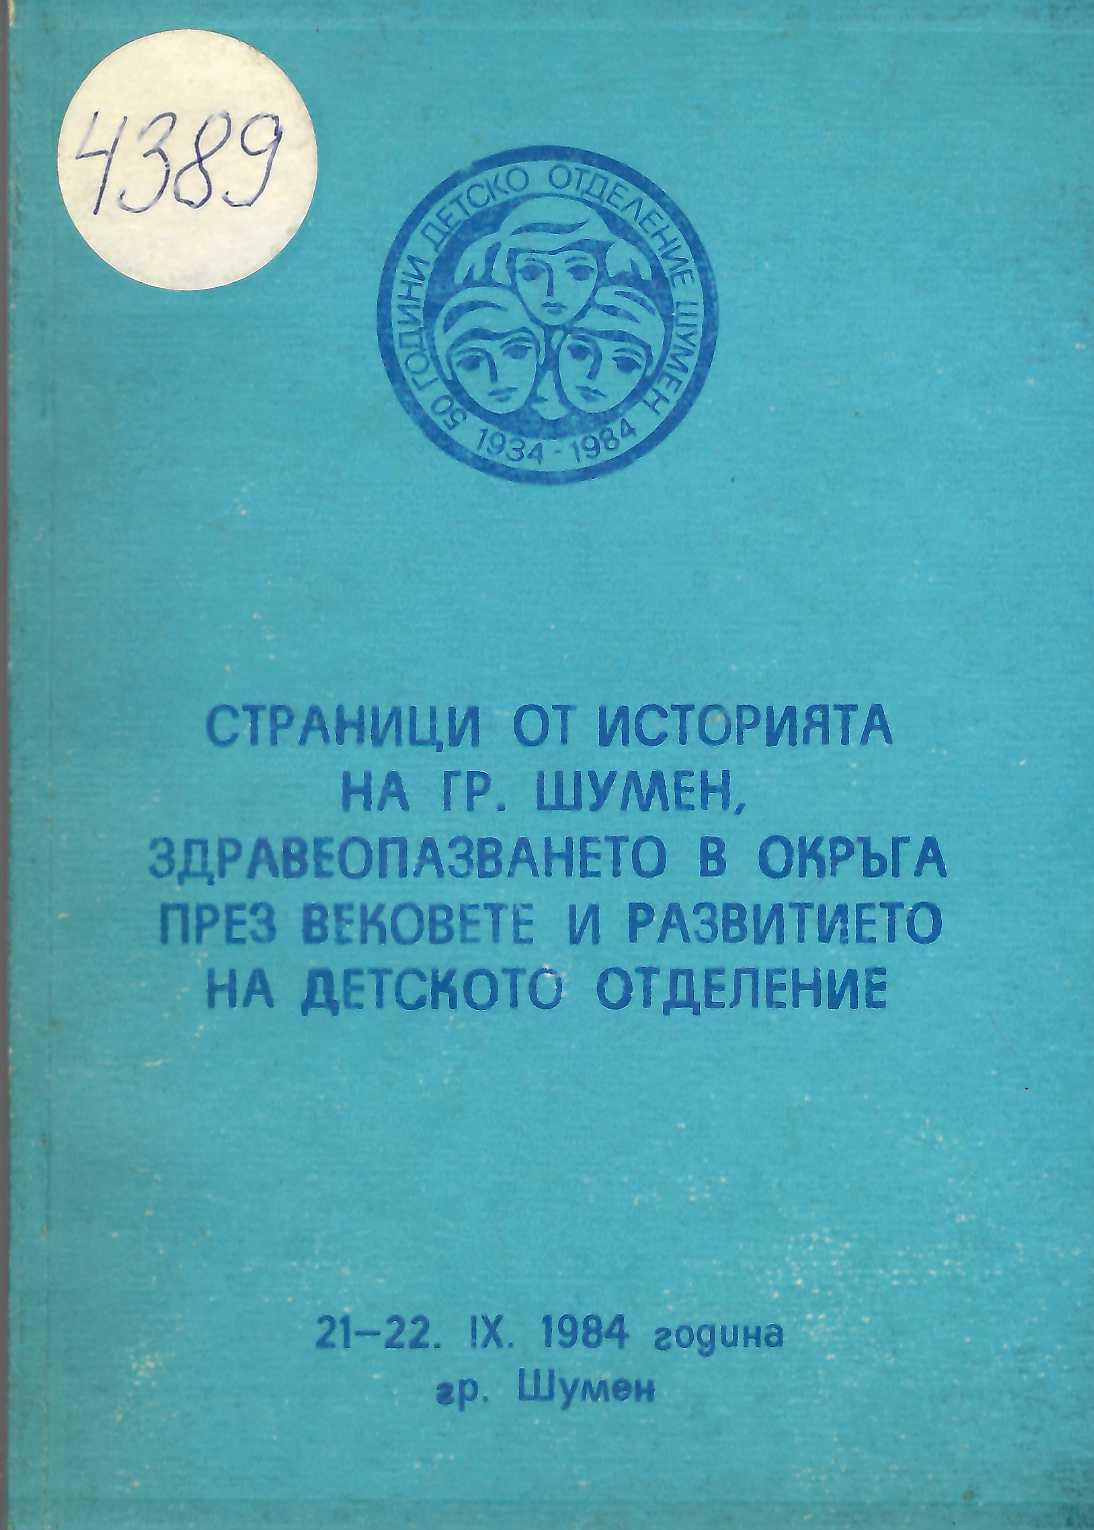 4389
50 ГОДИНИ ДЕТСКО ОТДЕЛЕНИЕ ШУМЕН
1934 - 1984
СТРАНИЦИ ОТ ИСТОРИЯТА
НА ГР. ШУМЕН,
ЗДРАВЕОПАЗВАНЕТО В ОКРЪГА
ПРЕЗ ВЕКОВЕТЕ И РАЗВИТИЕТО
НА ДЕТСКОТО ОТДЕЛЕНИЕ
21–22. IX. 1984 година
гр. Шумен